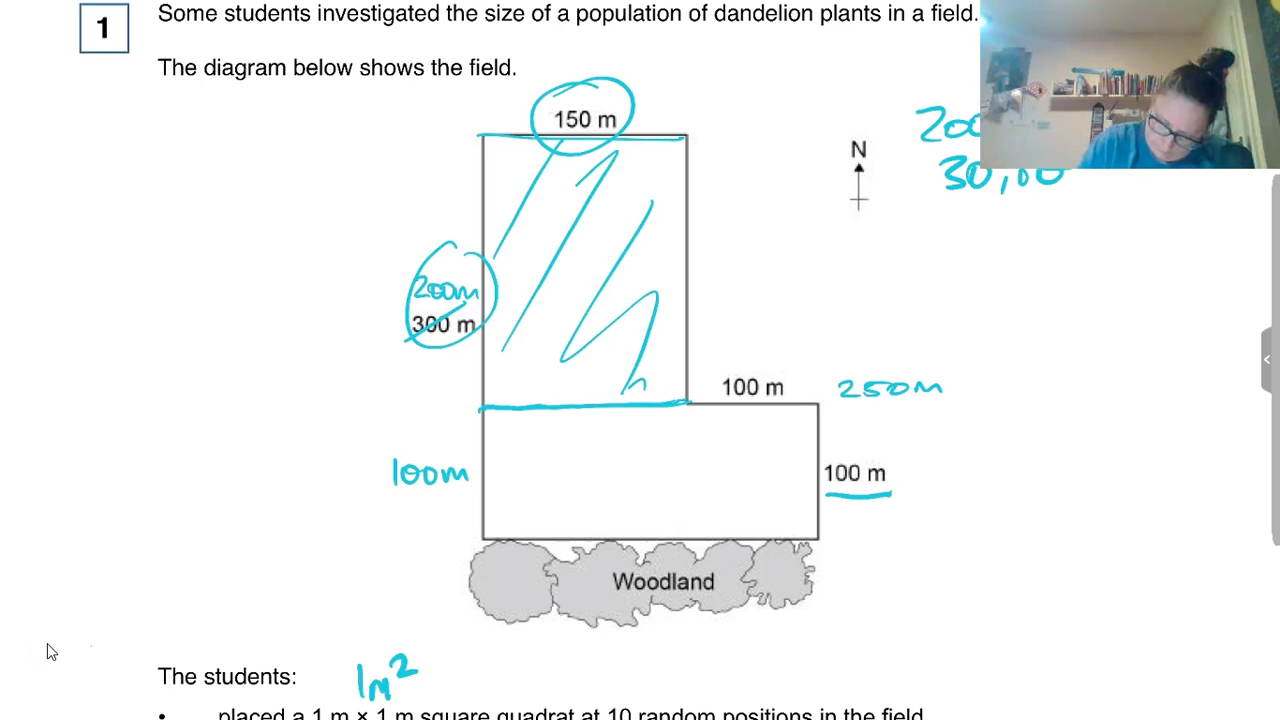 1
Some students investigated the size of a population of dandelion plants in a field.
The diagram below shows the field.
150 m
N
200m
300 m
100 m
250m
100m
100 m
Woodland
The students:
1m²
• placed a 1 m × 1 m square quadrat at 10 random positions in the field